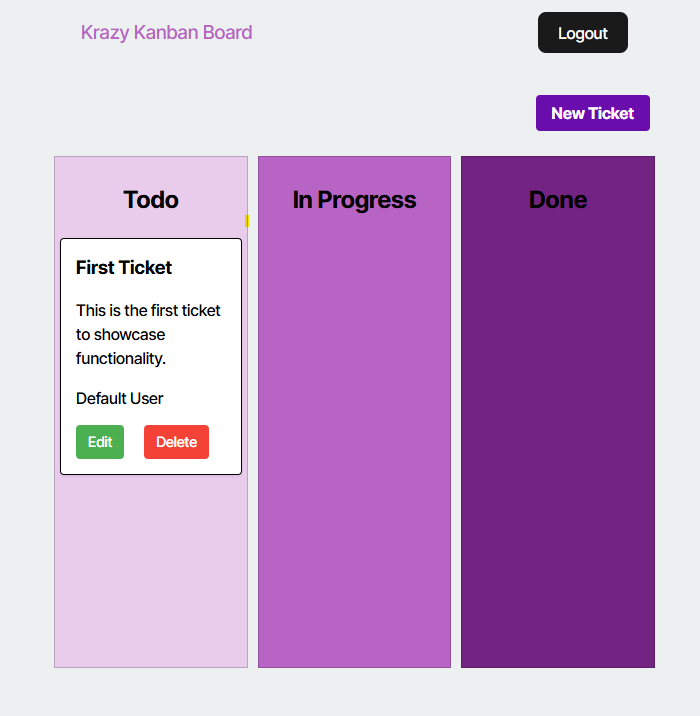 Krazy Kanban Board
Logout
New Ticket
Todo
In Progress
Done
First Ticket
This is the first ticket
to showcase
functionality.
Default User
Edit
Delete